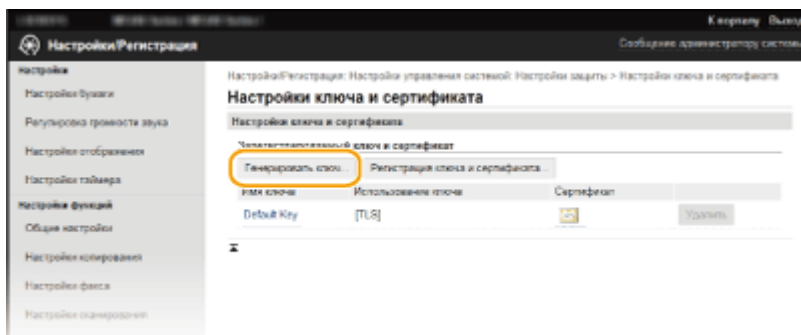 К порталу Выход
Настройки/Регистрация
Сообщение администратору системы
Настройки
Настройки бумаги
Регулировка громкости звука
Настройки отображения
Настройки таймера
Настройки функций
Общие настройки
Настройки копирования
Настройки факса
Настройки сканирования
Настройки/Регистрация: Настройки управления системой: Настройки защиты > Настройки ключа и сертификата
Настройки ключа и сертификата
Настройки ключа и сертификата
Зарегистрированный ключ и сертификат
Генерировать ключ... Регистрация ключа и сертификата...
Имя ключа Использование ключа Сертификат
Default Key [TLS] Удалить